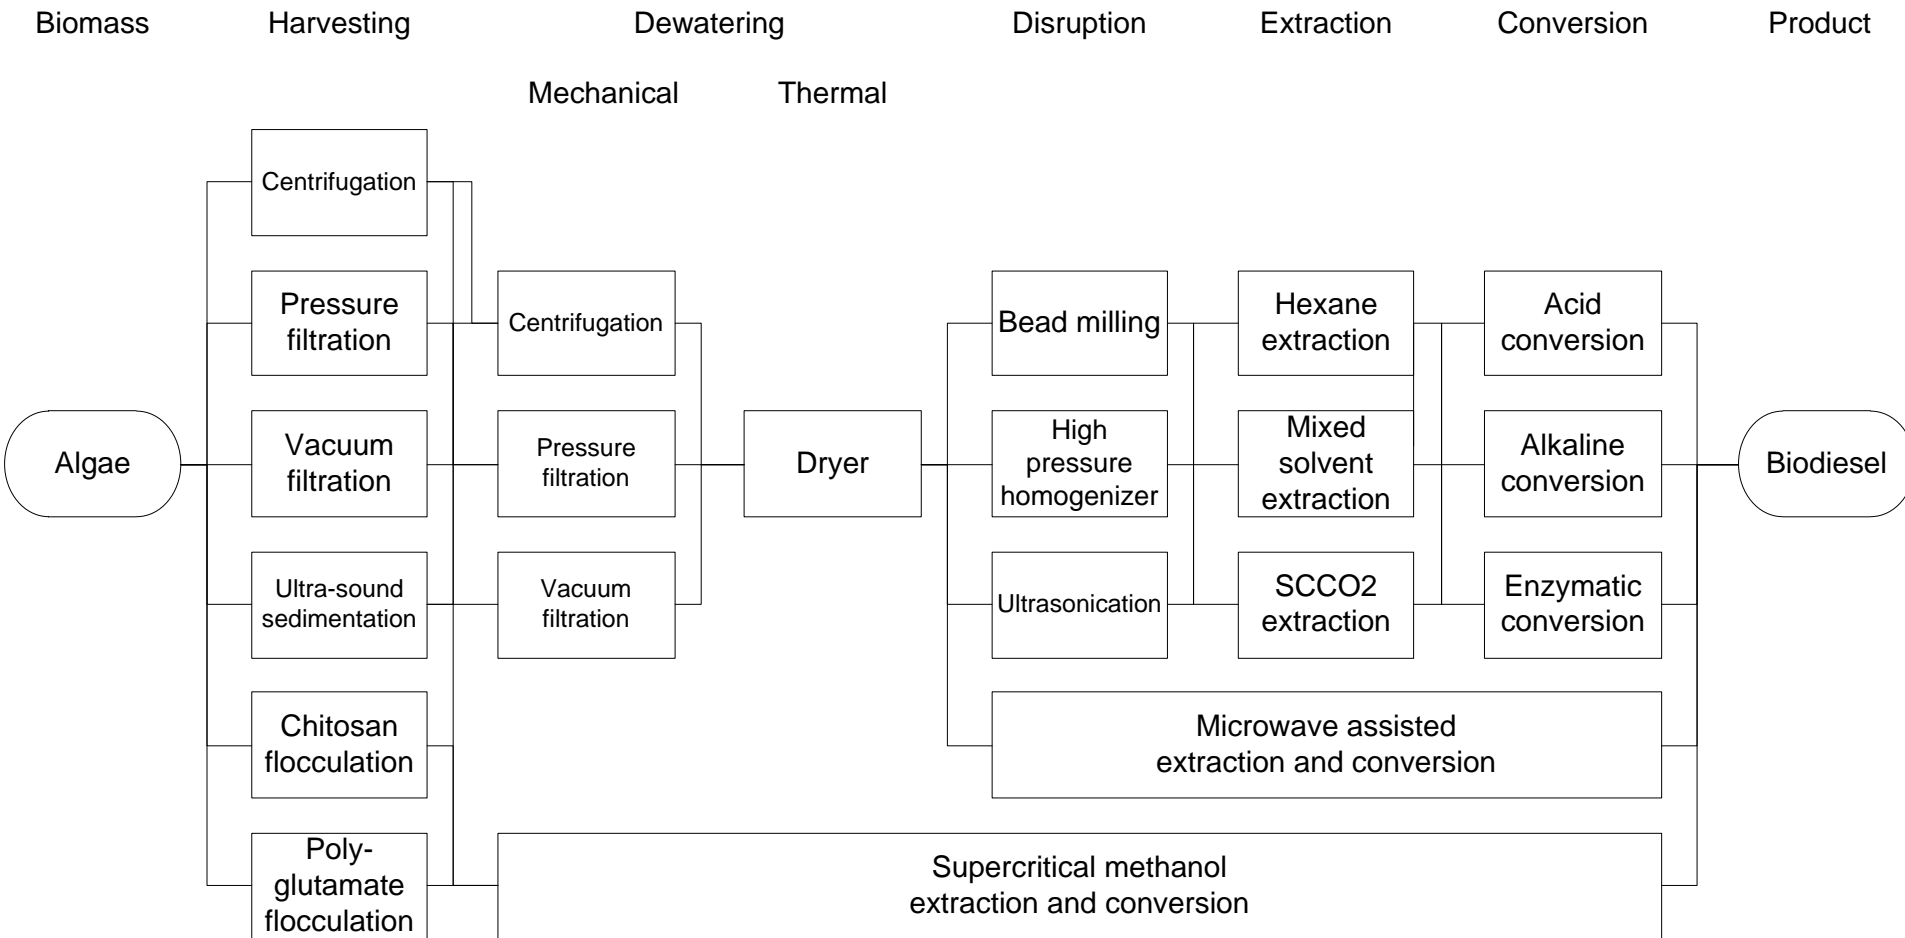 Biomass
Harvesting
Dewatering
Disruption
Extraction
Conversion
Product
Mechanical
Thermal
Centrifugation
Pressure
filtration
Vacuum
filtration
Ultra-sound
sedimentation
Chitosan
flocculation
Poly-
glutamate
flocculation
Algae
Centrifugation
Pressure
filtration
Vacuum
filtration
Dryer
Bead milling
High
pressure
homogenizer
Ultrasonication
Hexane
extraction
Mixed
solvent
extraction
SCCO2
extraction
Acid
conversion
Alkaline
conversion
Enzymatic
conversion
Microwave assisted
extraction and conversion
Supercritical methanol
extraction and conversion
Biodiesel